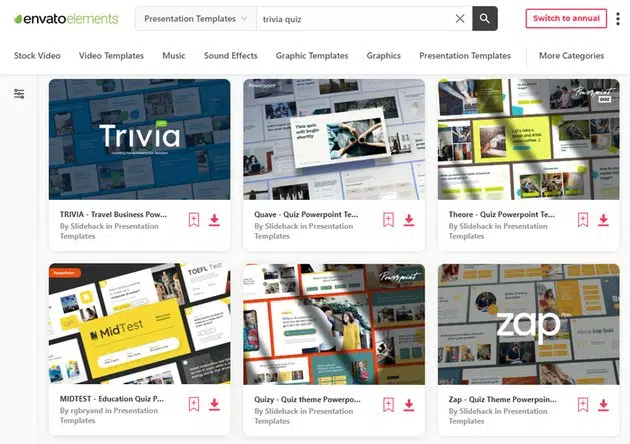 envato elements
Presentation Templates
trivia quiz
Switch to annual
Stock Video
Video Templates
Music
Sound Effects
Graphic Templates
Graphics
Presentation Templates
More Categories
Trivia
Powerpoint
This quiz
will begin
shortly
Powerpoint
QUIZ
Let's take a
TRIVIA - Travel Business Pow...
By Slidehack in Presentation
Templates
Quave - Quiz Powerpoint Te...
By Slidehack in Presentation
Templates
Theore - Quiz Powerpoint Te...
By Slidehack in Presentation
Templates
PowerPoint
TOEFL Test
MidTest
Powerpoint
zap
About Zap Quiz
MIDTEST - Education Quiz P...
By rgbryand in Presentation
Templates
Quizy - Quiz theme Powerpo...
By Slidehack in Presentation
Templates
Zap - Quiz Theme Powerpoin...
By Slidehack in Presentation
Templates